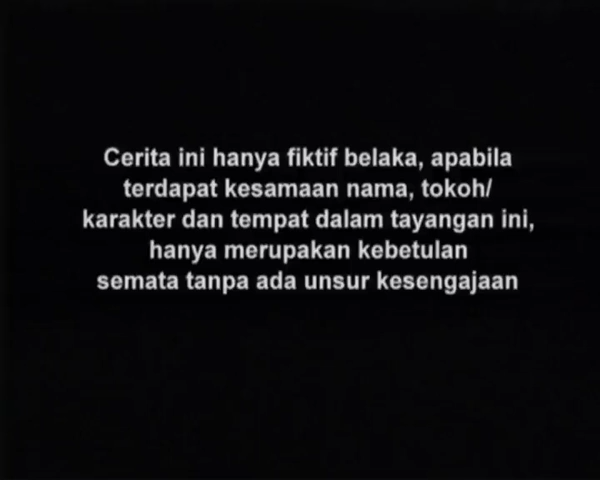 Cerita ini hanya fiktif belaka, apabila
terdapat kesamaan nama, tokoh/
karakter dan tempat dalam tayangan ini,
hanya merupakan kebetulan
semata tanpa ada unsur kesengajaan